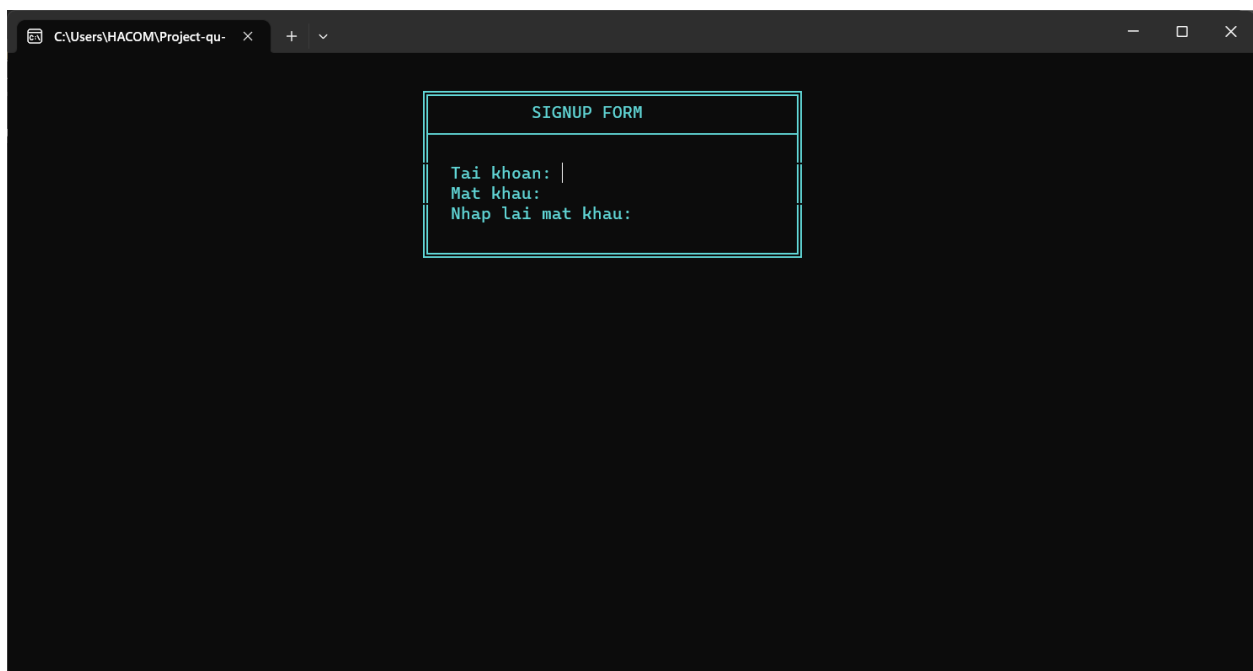 C:\Users\HACOM\Project-qu-
SIGNUP FORM
Tai khoan:
Mat khau:
Nhap lai mat khau: